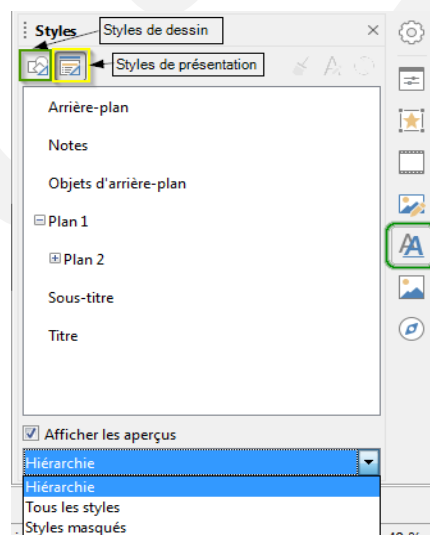 Styles
Styles de dessin
Styles de présentation
Arrière-plan
Notes
Objets d'arrière-plan
Plan 1
Plan 2
Sous-titre
Titre
Afficher les aperçus
Hiérarchie
Hiérarchie
Tous les styles
Styles masqués